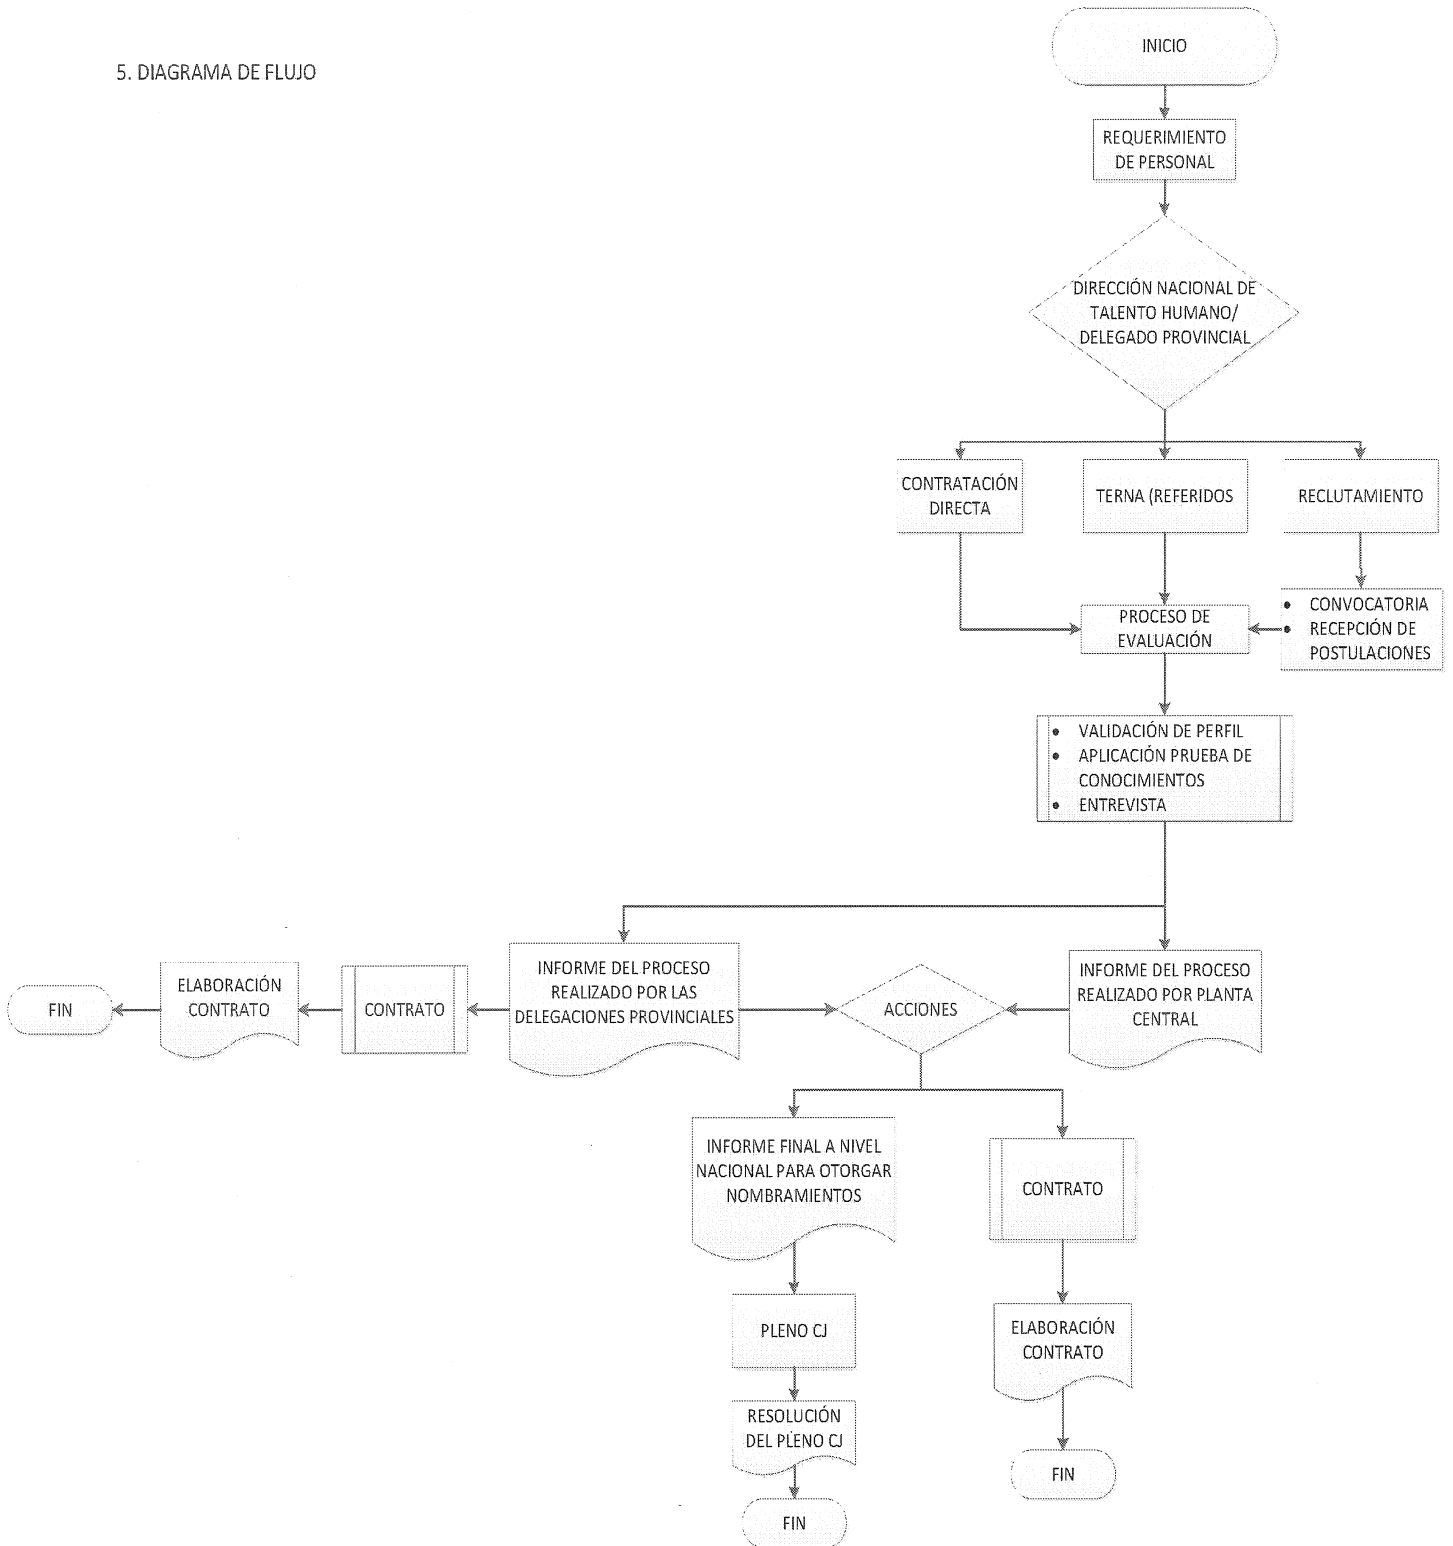 5. DIAGRAMA DE FLUJO
INICIO
REQUERIMIENTO
DE PERSONAL
DIRECCIÓN NACIONAL DE
TALENTO HUMANO/
DELEGADO PROVINCIAL
CONTRATACIÓN
DIRECTA
TERNA (REFERIDOS
RECLUTAMIENTO
PROCESO DE
EVALUACIÓN
• CONVOCATORIA
• RECEPCIÓN DE
POSTULACIONES
• VALIDACIÓN DE PERFIL
• APLICACIÓN PRUEBA DE
CONOCIMIENTOS
• ENTREVISTA
FIN
ELABORACIÓN
CONTRATO
CONTRATO
INFORME DEL PROCESO
REALIZADO POR LAS
DELEGACIONES PROVINCIALES
ACCIONES
INFORME DEL PROCESO
REALIZADO POR PLANTA
CENTRAL
INFORME FINAL A NIVEL
NACIONAL PARA OTORGAR
NOMBRAMIENTOS
CONTRATO
PLENO CJ
ELABORACIÓN
CONTRATO
RESOLUCIÓN
DEL PLENO CJ
FIN
FIN